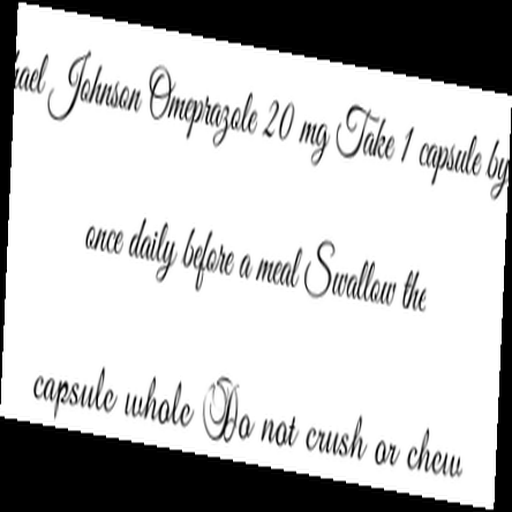 Johnson Omeprazole 20 mg Take 1 capsule by
once daily before a meal Swallow the
capsule whole Do not crush or chew